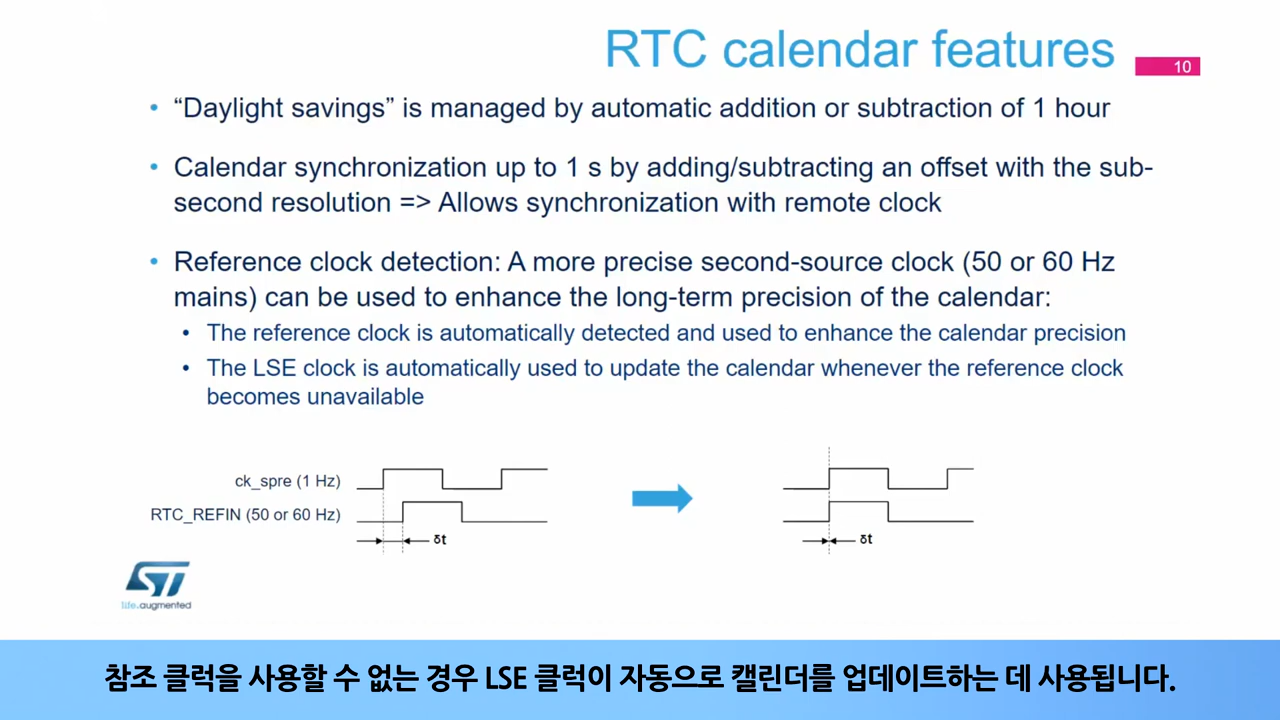 RTC calendar features
10
• “Daylight savings” is managed by automatic addition or subtraction of 1 hour
• Calendar synchronization up to 1 s by adding/subtracting an offset with the sub-
second resolution => Allows synchronization with remote clock
• Reference clock detection: A more precise second-source clock (50 or 60 Hz
mains) can be used to enhance the long-term precision of the calendar:
• The reference clock is automatically detected and used to enhance the calendar precision
• The LSE clock is automatically used to update the calendar whenever the reference clock
becomes unavailable
ck_spre (1 Hz)
RTC_REFIN (50 or 60 Hz)
δt
δt
ST
life.augmented
참조 클럭을 사용할 수 없는 경우 LSE 클럭이 자동으로 캘린더를 업데이트하는 데 사용됩니다.